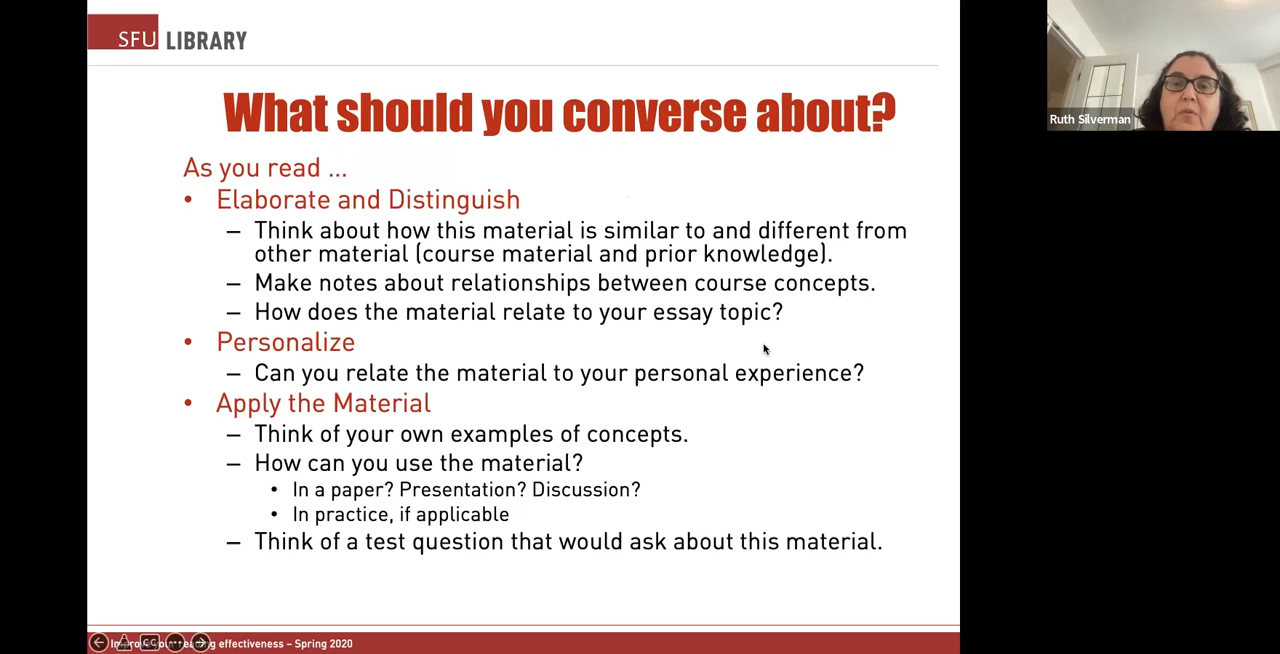 SFU LIBRARY
What should you converse about?
As you read ...
• Elaborate and Distinguish
– Think about how this material is similar to and different from
other material (course material and prior knowledge).
– Make notes about relationships between course concepts.
– How does the material relate to your essay topic?
• Personalize
– Can you relate the material to your personal experience?
• Apply the Material
– Think of your own examples of concepts.
– How can you use the material?
• In a paper? Presentation? Discussion?
• In practice, if applicable
– Think of a test question that would ask about this material.
effectiveness – Spring 2020
Ruth Silverman